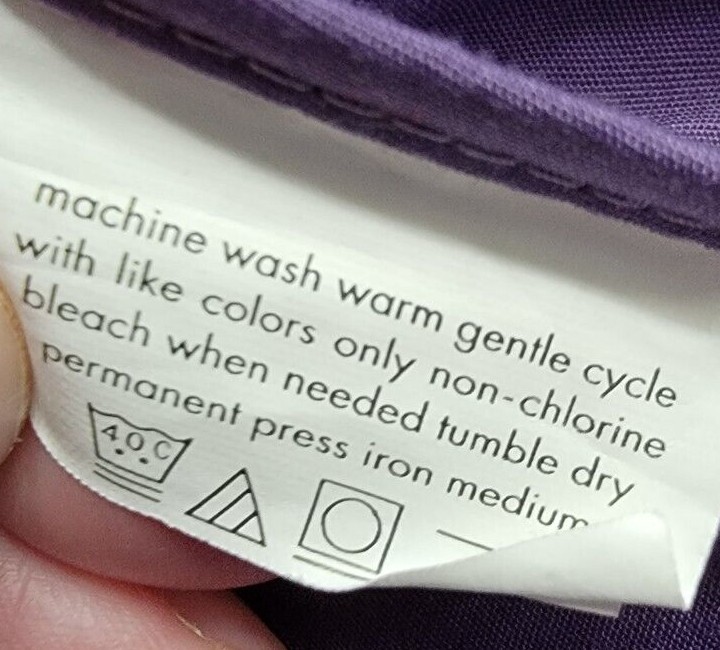 machine wash warm gentle cycle
with like colors only non-chlorine
bleach when needed tumble dry
permanent press iron medium
40C